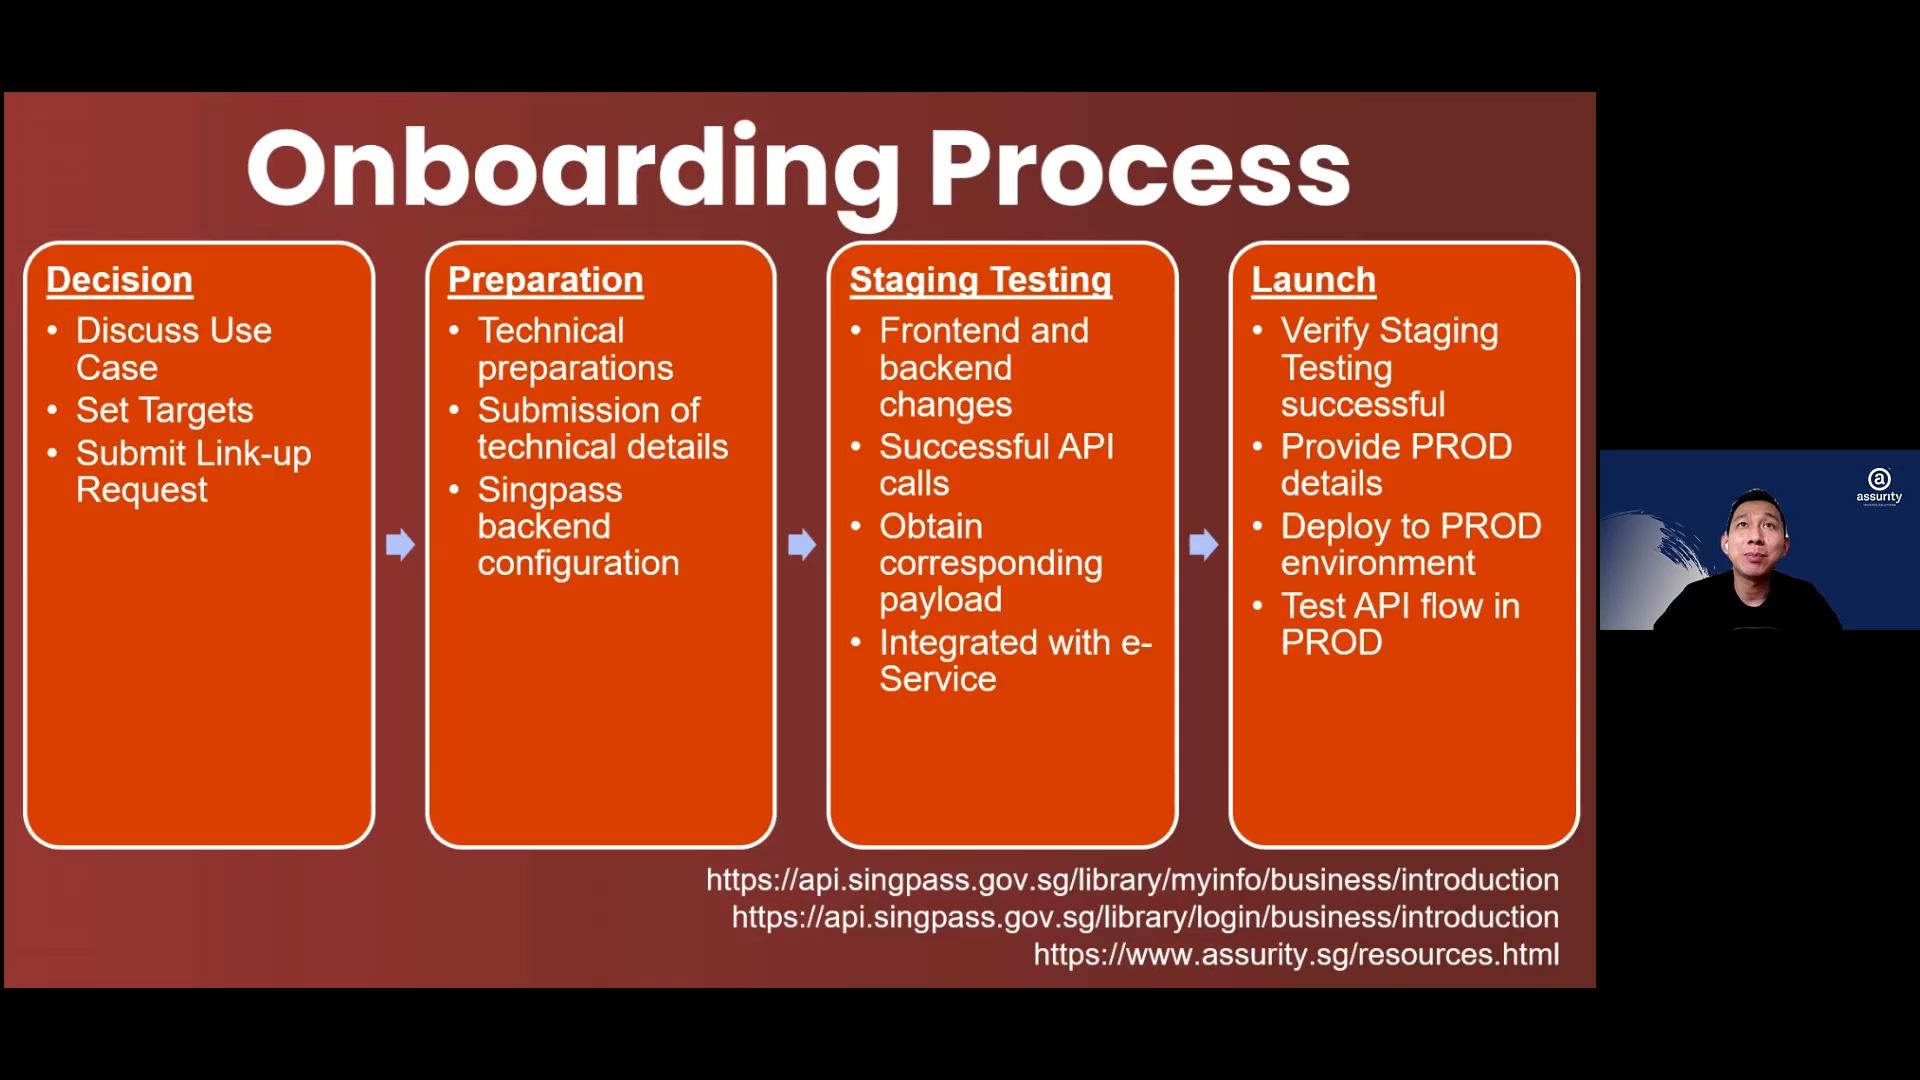 Onboarding Process
Decision
• Discuss Use
Case
• Set Targets
• Submit Link-up
Request
Preparation
• Technical
preparations
• Submission of
technical details
• Singpass
backend
configuration
Staging Testing
• Frontend and
backend
changes
• Successful API
calls
• Obtain
corresponding
payload
• Integrated with e-
Service
Launch
• Verify Staging
Testing
successful
• Provide PROD
details
• Deploy to PROD
environment
• Test API flow in
PROD
https://api.singpass.gov.sg/library/myinfo/business/introduction
https://api.singpass.gov.sg/library/login/business/introduction
https://www.assurity.sg/resources.html
assurity